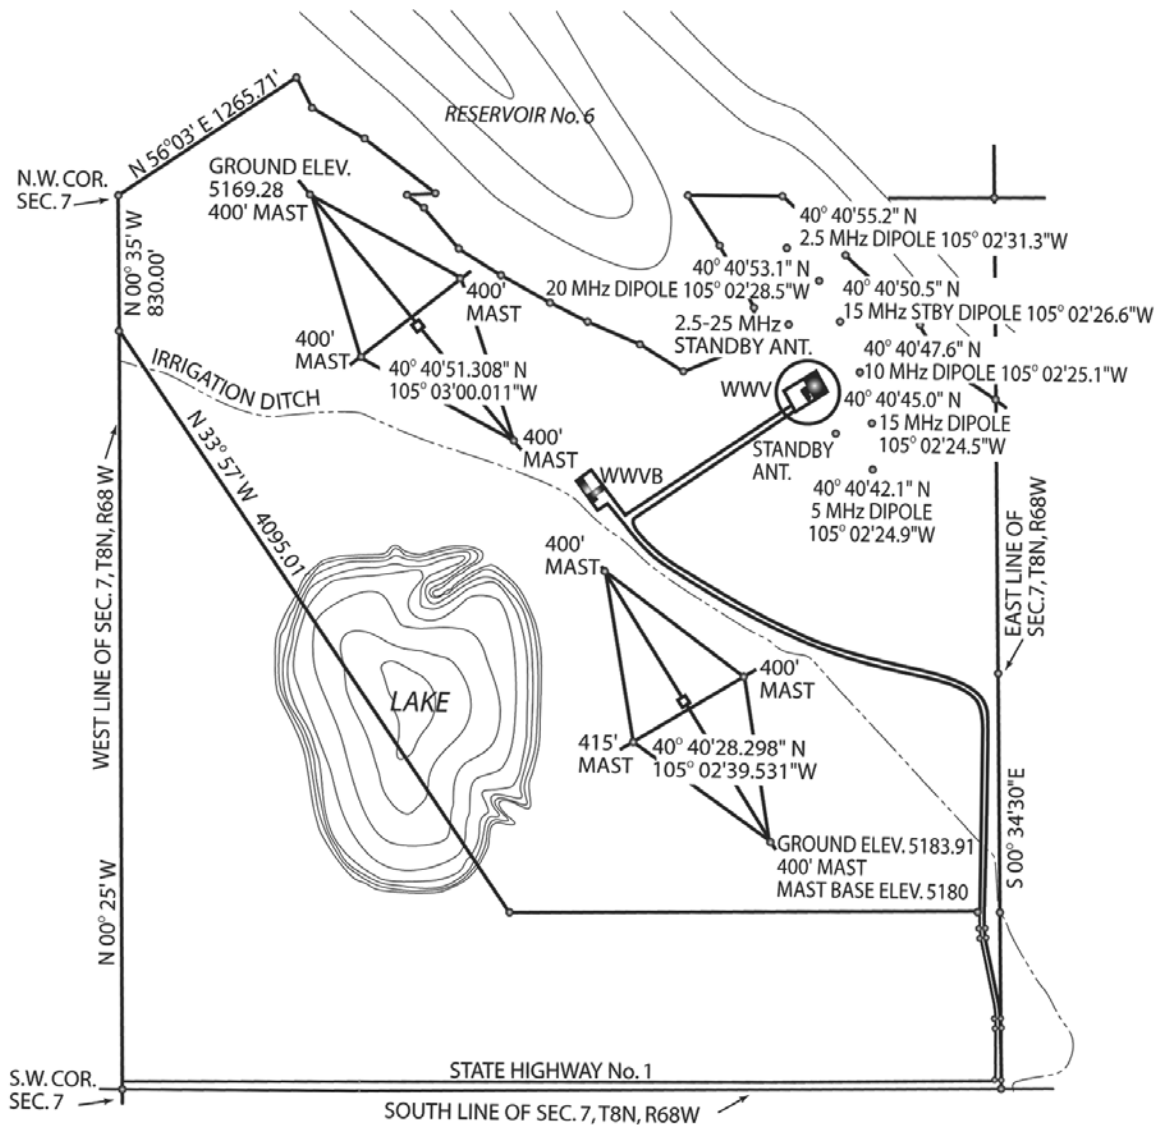 RESERVOIR No. 6
N 56°03' E 1265.71'
N.W. COR.
SEC. 7
GROUND ELEV.
5169.28
400' MAST
N 00° 35' W
830.00'
400'
MAST
400'
MAST
40° 40'51.308" N
105° 03'00.011"W
400'
MAST
IRRIGATION DITCH
40° 40'55.2" N
2.5 MHz DIPOLE 105° 02'31.3"W
40° 40'53.1" N
20 MHz DIPOLE 105° 02'28.5"W
40° 40'50.5" N
15 MHz STBY DIPOLE 105° 02'26.6"W
2.5-25 MHz
STANDBY ANT.
40° 40'47.6" N
10 MHz DIPOLE 105° 02'25.1"W
WWV
40° 40'45.0" N
15 MHz DIPOLE
105° 02'24.5"W
STANDBY
ANT.
40° 40'42.1" N
5 MHz DIPOLE
105° 02'24.9"W
WWVB
N 33° 57' W 4095.01
WEST LINE OF SEC. 7, T8N, R68 W
EAST LINE OF
SEC.7, T8N, R68W
400'
MAST
400'
MAST
LAKE
415'
MAST
40° 40'28.298" N
105° 02'39.531"W
GROUND ELEV. 5183.91
400' MAST
MAST BASE ELEV. 5180
S 00° 34'30"E
N 00° 25' W
STATE HIGHWAY No. 1
S.W. COR.
SEC. 7
SOUTH LINE OF SEC. 7, T8N, R68W